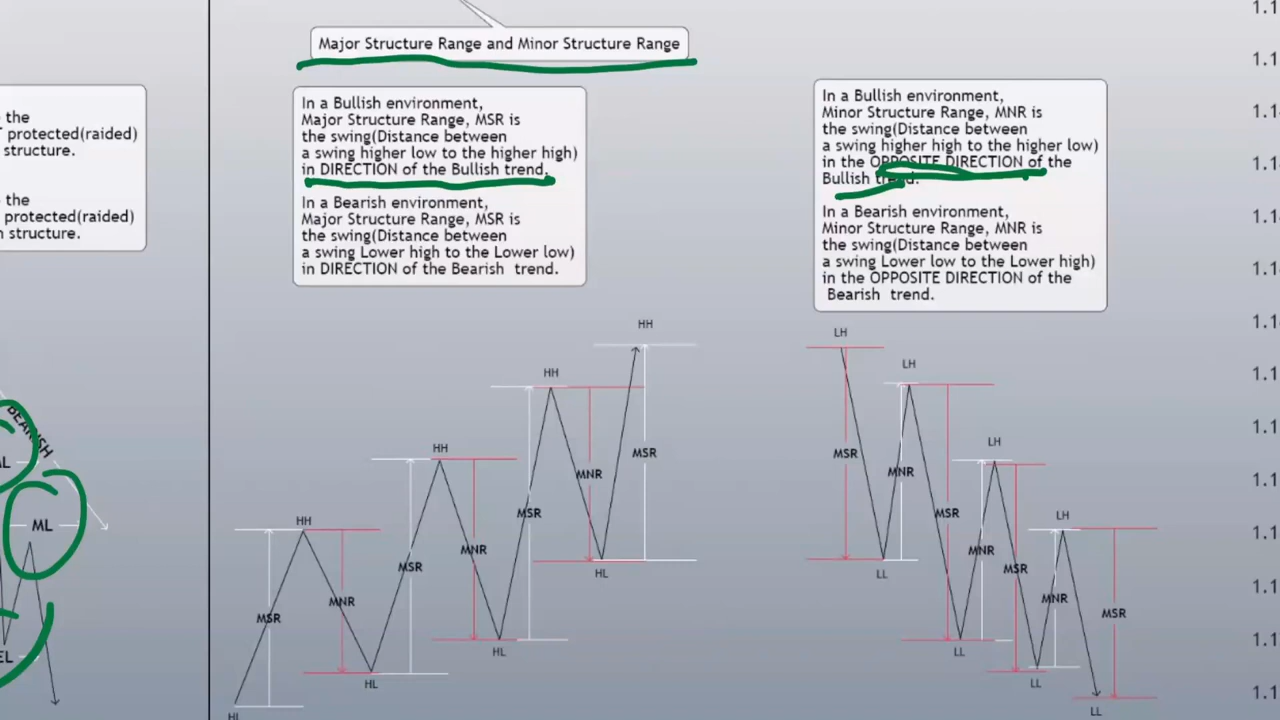 Major Structure Range and Minor Structure Range
the
protected(raided)
structure.
the
protected(raided)
structure.
In a Bullish environment,
Major Structure Range, MSR is
the swing(Distance between
a swing higher low to the higher high)
in DIRECTION of the Bullish trend.
In a Bearish environment,
Major Structure Range, MSR is
the swing(Distance between
a swing Lower high to the Lower low)
in DIRECTION of the Bearish trend.
In a Bullish environment,
Minor Structure Range, MNR is
the swing(Distance between
a swing higher high to the higher low)
in the OPPOSITE DIRECTION of the
Bullish trend.
In a Bearish environment,
Minor Structure Range, MNR is
the swing(Distance between
a swing Lower low to the Lower high)
in the OPPOSITE DIRECTION of the
Bearish trend.
BEARISH
ML
HL
MSR
HH
MNR
HL
MSR
HH
MNR
HL
MSR
HH
MNR
HL
MSR
HH
LH
MSR
LL
MNR
LH
MSR
LL
MNR
LH
MSR
LL
MNR
LH
MSR
LL